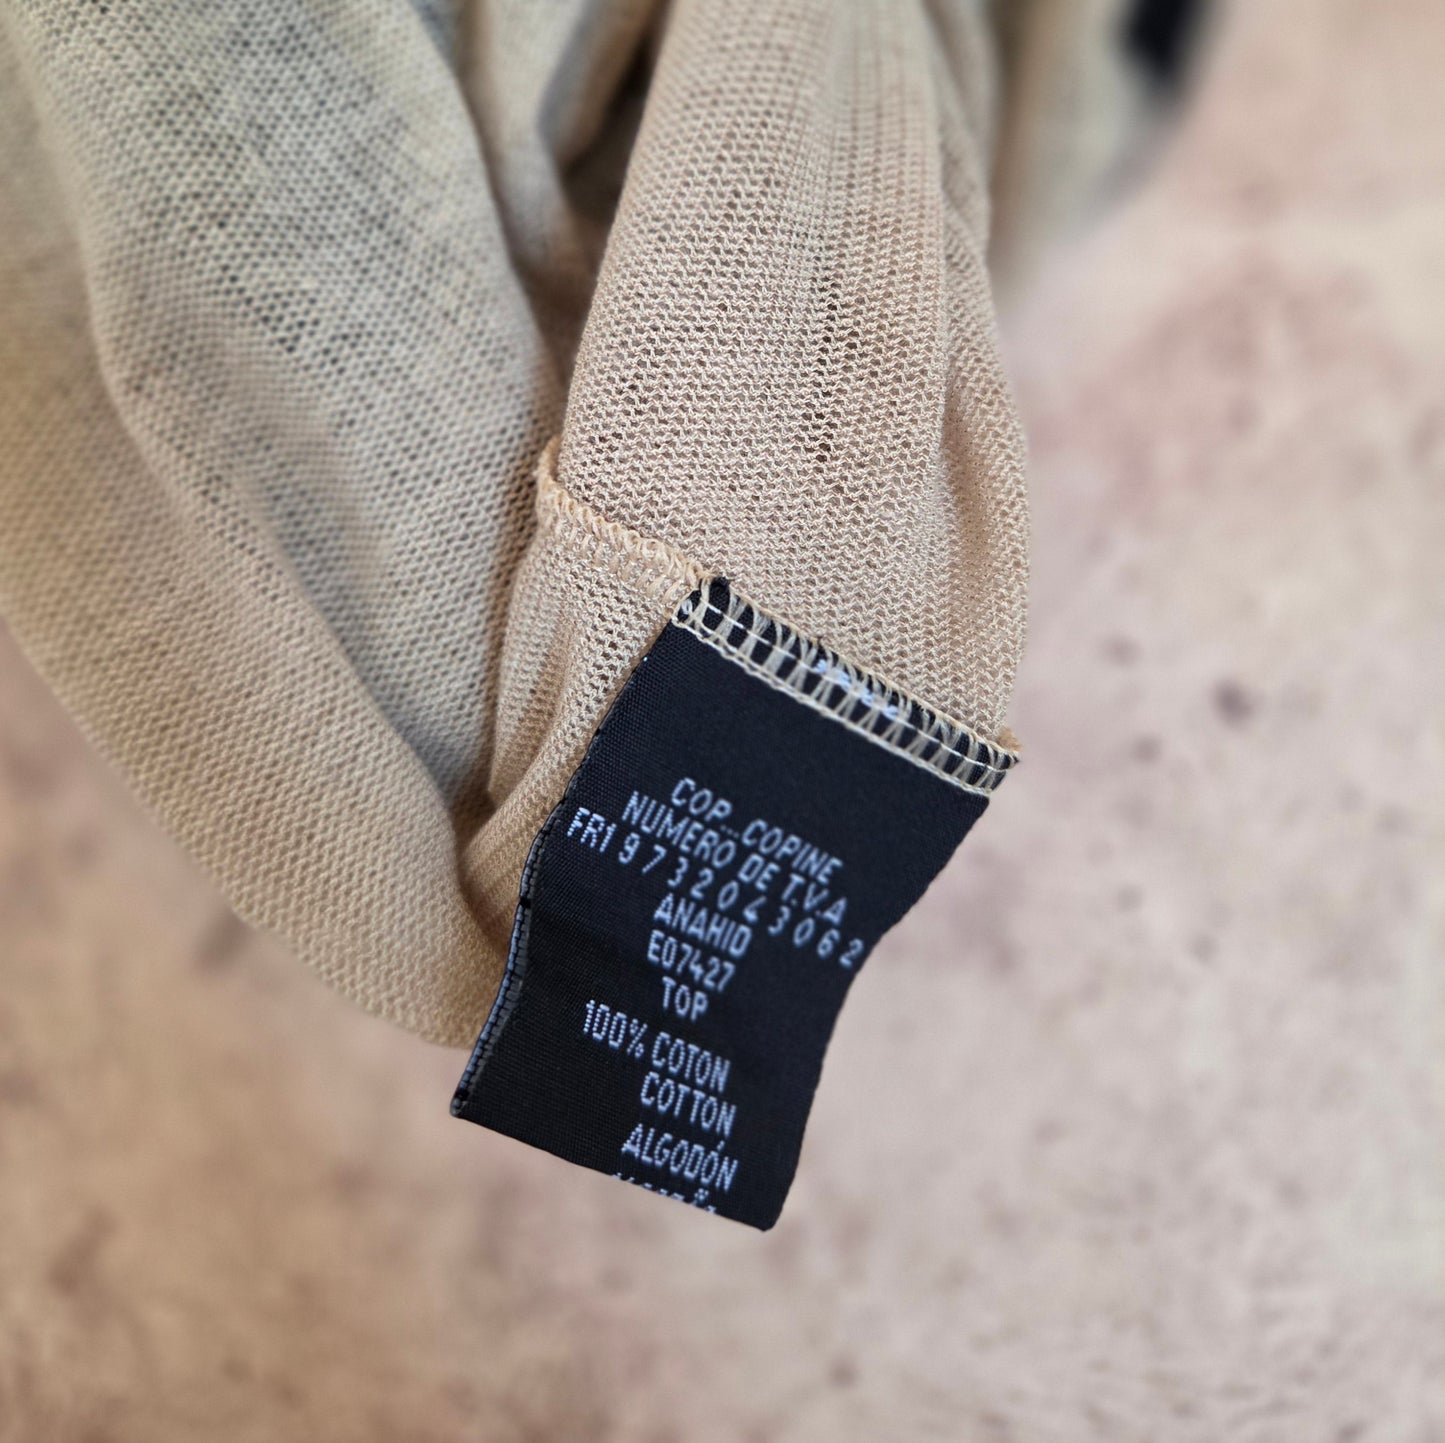 COP...COPINE
NUMERO DE T.V.A
FR19732043062
ANAHID
E07427
TOP
100% COTON
COTTON,
ALGODÓN